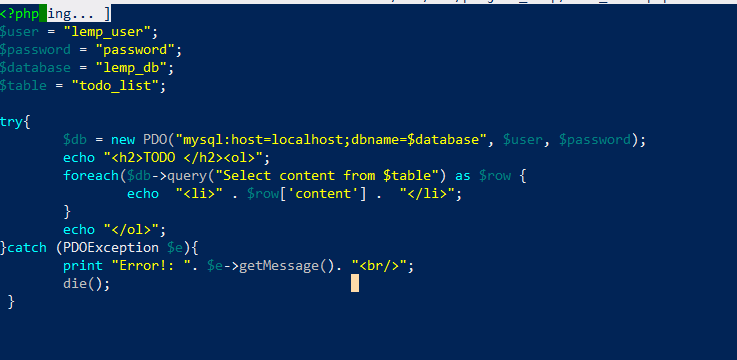 <?php ing... ]
$user = "lemp_user";
$password = "password";
$database = "lemp_db";
$table = "todo_list";

try{
        $db = new PDO("mysql:host=localhost;dbname=$database", $user, $password);
        echo "<h2>TODO </h2><ol>";
        foreach($db->query("Select content from $table") as $row {
                echo  "<li>" . $row['content'] .  "</li>";
        }
        echo "</ol>";
}catch (PDOException $e){
        print "Error!: ". $e->getMessage(). "<br/>";
        die();
 }